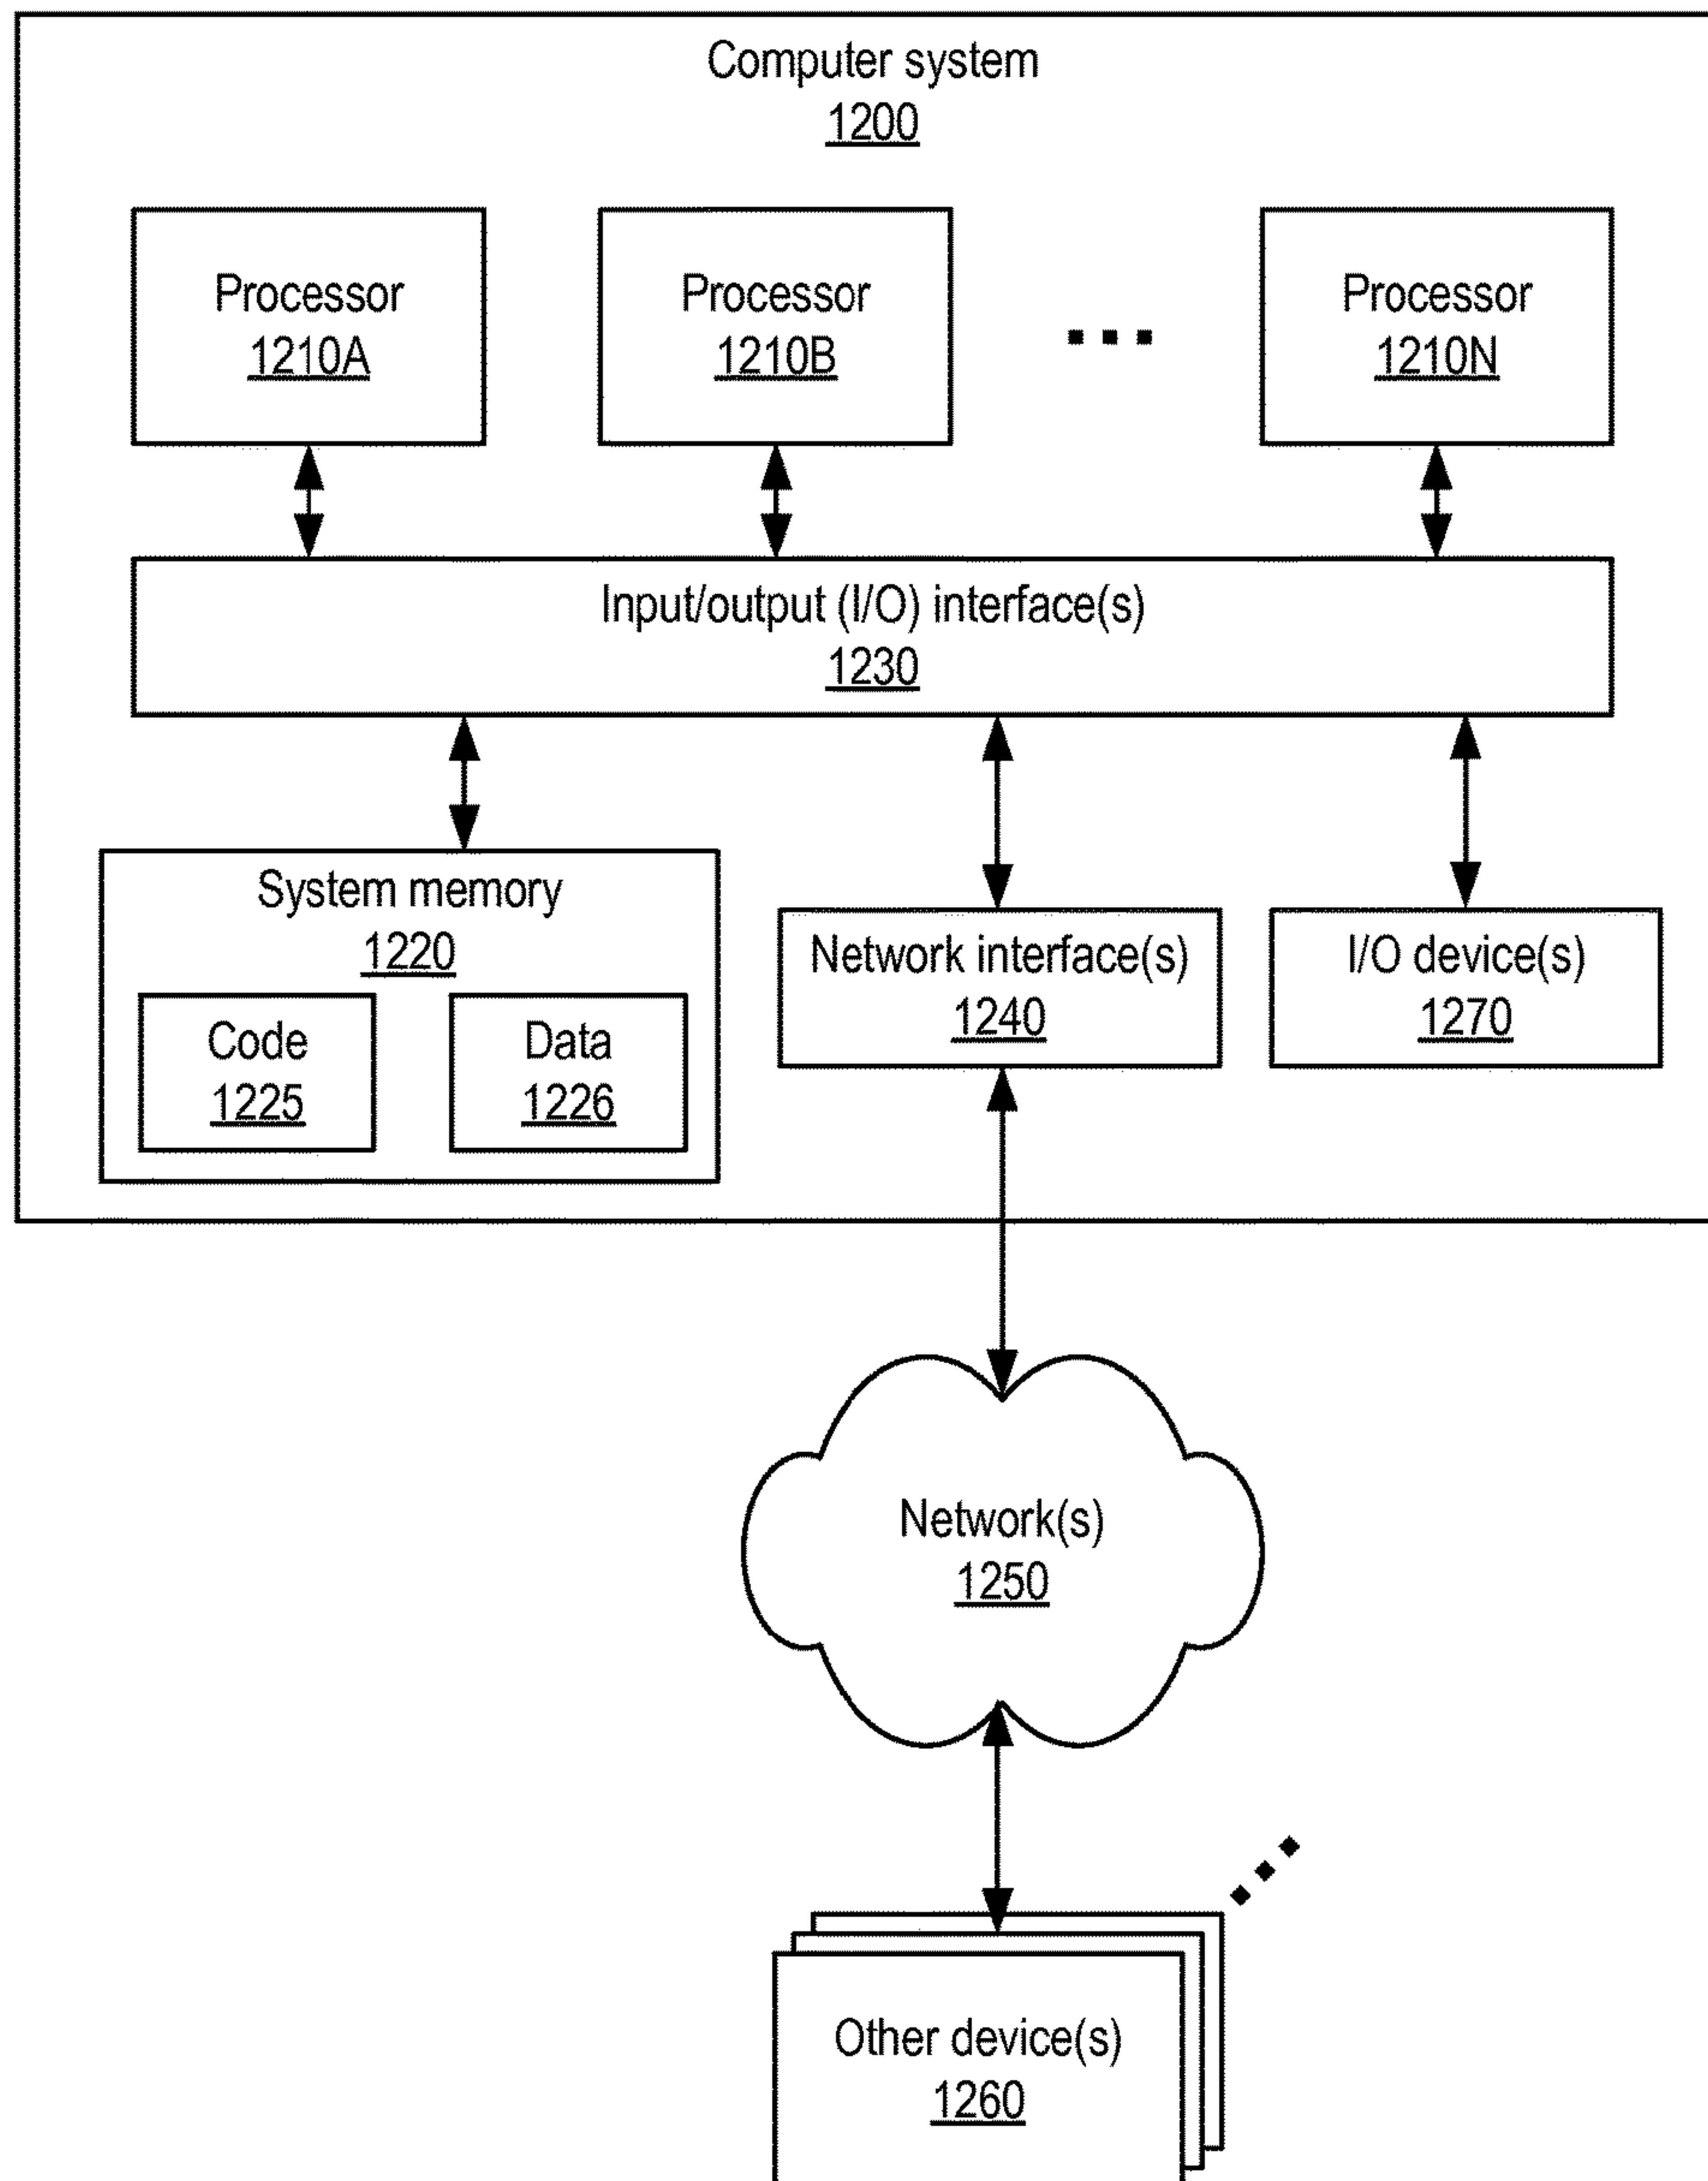 Computer system
1200
Processor
1210A
Processor
1210B
Processor
1210N
Input/output (I/O) interface(s)
1230
System memory
1220
Code
1225
Data
1226
Network interface(s)
1240
I/O device(s)
1270
Network(s)
1250
Other device(s)
1260